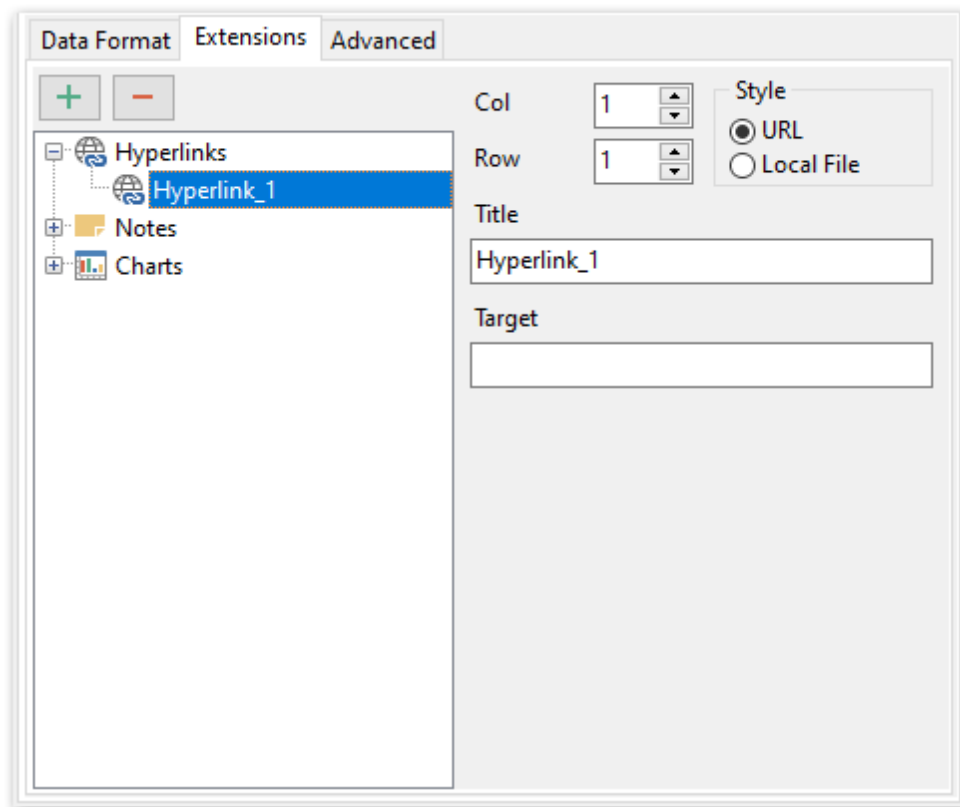 Data Format Extensions Advanced
Col 1
Style
URL
Row 1
Local File
Hyperlinks
Hyperlink_1
Notes
Charts
Title
Hyperlink_1
Target